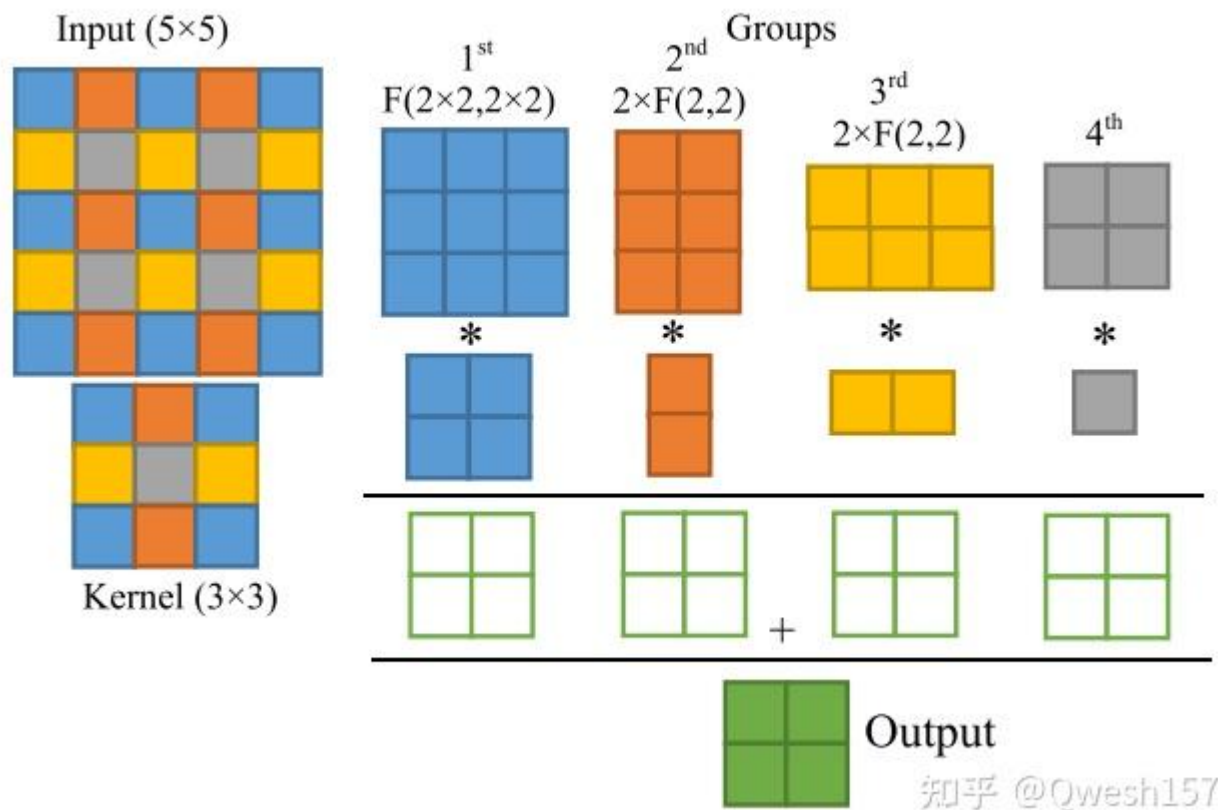 Input (5×5)
Groups
1st
F(2×2,2×2)
2nd
2×F(2,2)
3rd
2×F(2,2)
4th
* * * *
Kernel (3×3)
+
Output
知乎 @Qwesh157